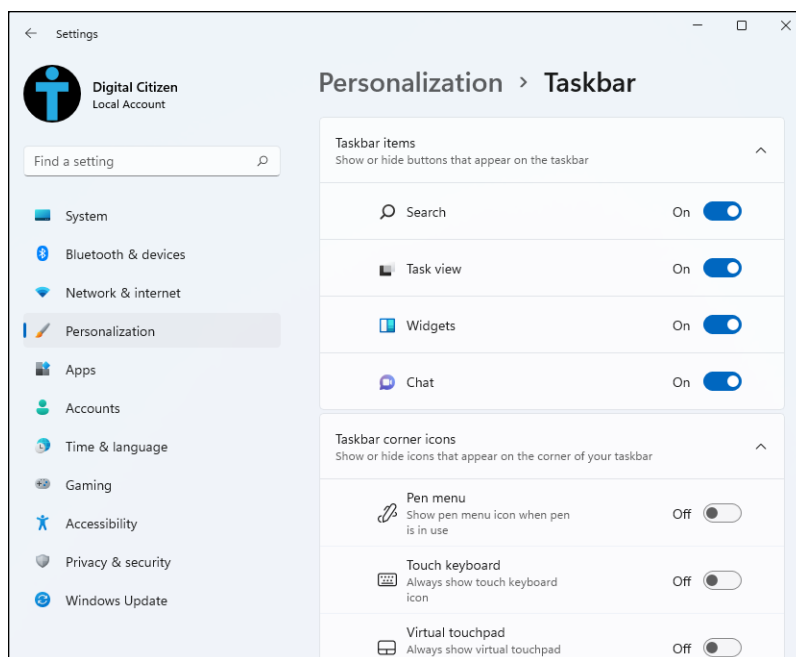 Settings
Digital Citizen
Local Account
Find a setting
System
Bluetooth & devices
Network & internet
Personalization
Apps
Accounts
Time & language
Gaming
Accessibility
Privacy & security
Windows Update
Personalization > Taskbar
Taskbar items
Show or hide buttons that appear on the taskbar
Search On
Task view On
Widgets On
Chat On
Taskbar corner icons
Show or hide icons that appear on the corner of your taskbar
Pen menu
Show pen menu icon when pen
is in use
Off
Touch keyboard
Always show touch keyboard
icon
Off
Virtual touchpad
Always show virtual touchpad
Off